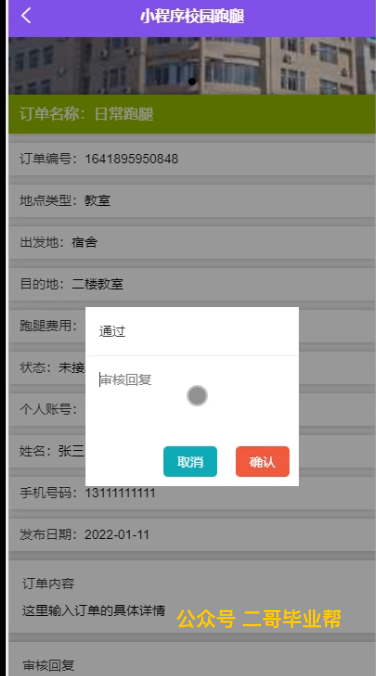 小程序校园跑腿
订单名称：日常跑腿
订单编号：1641895950848
地点类型：教室
出发地：宿舍
目的地：二楼教室
跑腿费用：
通过
状态：未接
审核回复
个人账号：
姓名：张三
取消 确认
手机号码：13111111111
发布日期：2022-01-11
订单内容
这里输入订单的具体详情
公众号 二哥毕业帮
审核回复